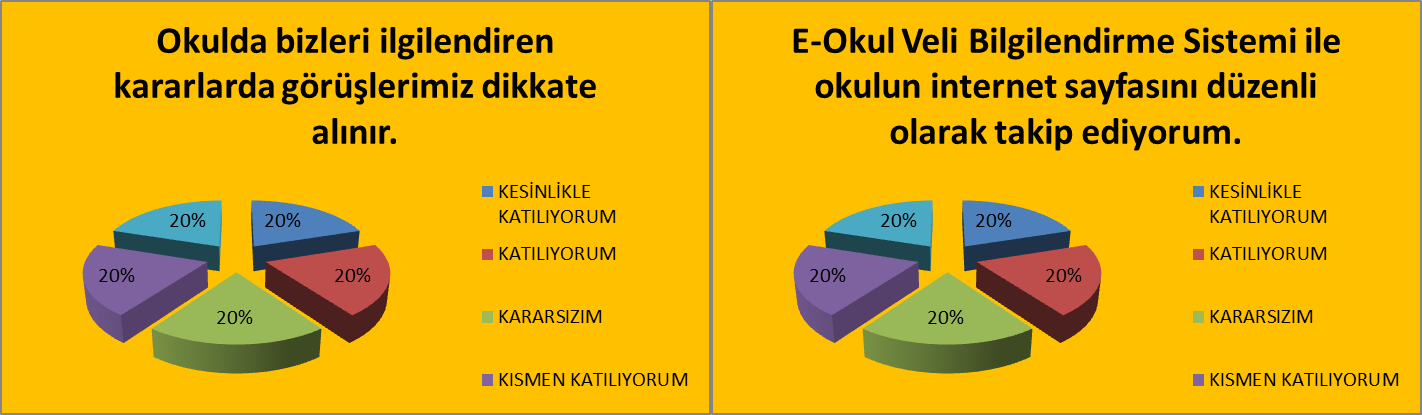 Okulda bizleri ilgilendiren
kararlarda görüşlerimiz dikkate
alınır.
20%
20%
20%
20%
20%
KESİNLİKLE
KATILIYORUM
KATILIYORUM
KARARSIZIM
KISMEN KATILIYORUM
E-Okul Veli Bilgilendirme Sistemi ile
okulun internet sayfasını düzenli
olarak takip ediyorum.
20%
20%
20%
20%
20%
KESİNLİKLE
KATILIYORUM
KATILIYORUM
KARARSIZIM
KISMEN KATILIYORUM